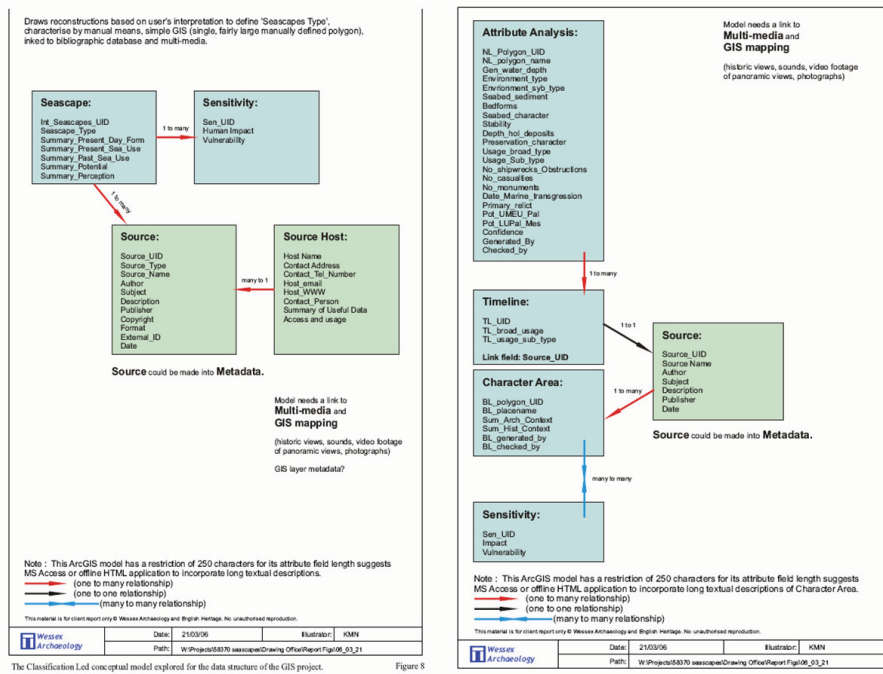 Draws reconstructions based on user's interpretation to define 'Seascapes Type',
characterise by manual means, simple GIS (single, fairly large manually defined polygon),
inked to bibliographic database and multi-media.
Seascape:
Int_Seascapes_UID
Seascape_Type
Summary_Present_Day_Form
Summary_Present_Sea_Use
Summary_Past_Sea_Use
Summary_Potential
Summary_Perception
1 to many
Sensitivity:
Sen_UID
Human Impact
Vulnerability
1 to many
Source:
Source_UID
Source_Type
Source_Name
Author
Subject
Description
Publisher
Copyright
Format
External_ID
Date
many to 1
Source Host:
Host Name
Contact Address
Contact_Tel_Number
Host_email
Host_WWW
Contact_Person
Summary of Useful Data
Access and usage
Source could be made into Metadata.
Model needs a link to
Multi-media and
GIS mapping
(historic views, sounds, video footage
of panoramic views, photographs)
GIS layer metadata?
Note : This ArcGIS model has a restriction of 250 characters for its attribute field length suggests
MS Access or offline HTML application to incorporate long textual descriptions.
(one to many relationship)
(one to one relationship)
(many to many relationship)
This material is for client report only © Wessex Archaeology and English Heritage. No unauthorised reproduction.
Wessex
Archaeology
Date: 21/03/06 Illustrator: KMN
Path: W:\Projects\58370 seascapes\Drawing Office\Report Figs\06_03_21
The Classification Led conceptual model explored for the data structure of the GIS project. Figure 8
Attribute Analysis:
NL_Polygon_UID
NL_polygon_name
Gen_water_depth
Environment_type
Envrionment_syb_type
Seabed_sediment
Bedforms
Seabed_character
Stability
Depth_hol_deposits
Preservation_character
Usage_broad_type
Usage_Sub_type
No_shipwrecks_Obstructions
No_casualties
No_monuments
Date_Marine_transgression
Primary_relict
Pot_UMEU_Pal
Pot_LUPal_Mes
Confidence
Generated_By
Checked_by
Model needs a link to
Multi-media and
GIS mapping
(historic views, sounds, video footage
of panoramic views, photographs)
1 to many
Timeline:
TL_UID
TL_broad_usage
TL_usage_sub_type
Link field: Source_UID
1 to 1
Source:
Source_UID
Source Name
Author
Subject
Description
Publisher
Date
Source could be made into Metadata.
1 to many
Character Area:
BL_polygon_UID
BL_placename
Sum_Arch_Context
Sum_Hist_Context
BL_generated_by
BL_checked_by
many to many
Sensitivity:
Sen_UID
Impact
Vulnerability
Note : This ArcGIS model has a restriction of 250 characters for its attribute field length suggests
MS Access or offline HTML application to incorporate long textual descriptions of Character Area.
(one to many relationship)
(one to one relationship)
(many to many relationship)
This material is for client report only © Wessex Archaeology and English Heritage. No unauthorised reproduction.
Wessex
Archaeology
Date: 21/03/06 Illustrator: KMN
Path: W:\Projects\58370 seascapes\Drawing Office\Report Figs\06_03_21